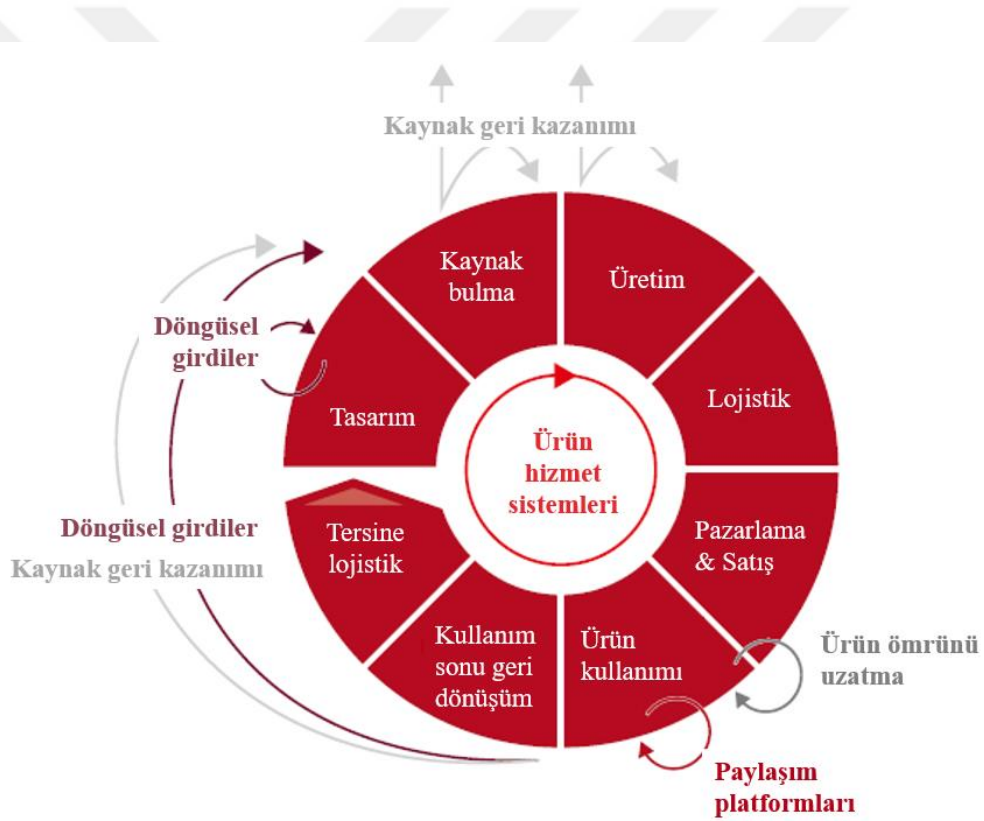 Kaynak geri kazanımı
Kaynak
bulma
Üretim
Döngüsel
girdiler
Tasarım
Lojistik
Ürün
hizmet
sistemleri
Döngüsel girdiler
Kaynak geri kazanımı
Tersine
lojistik
Pazarlama
& Satış
Kullanım
sonu geri
dönüşüm
Ürün
kullanımı
Ürün ömrünü
uzatma
Paylaşım
platformları